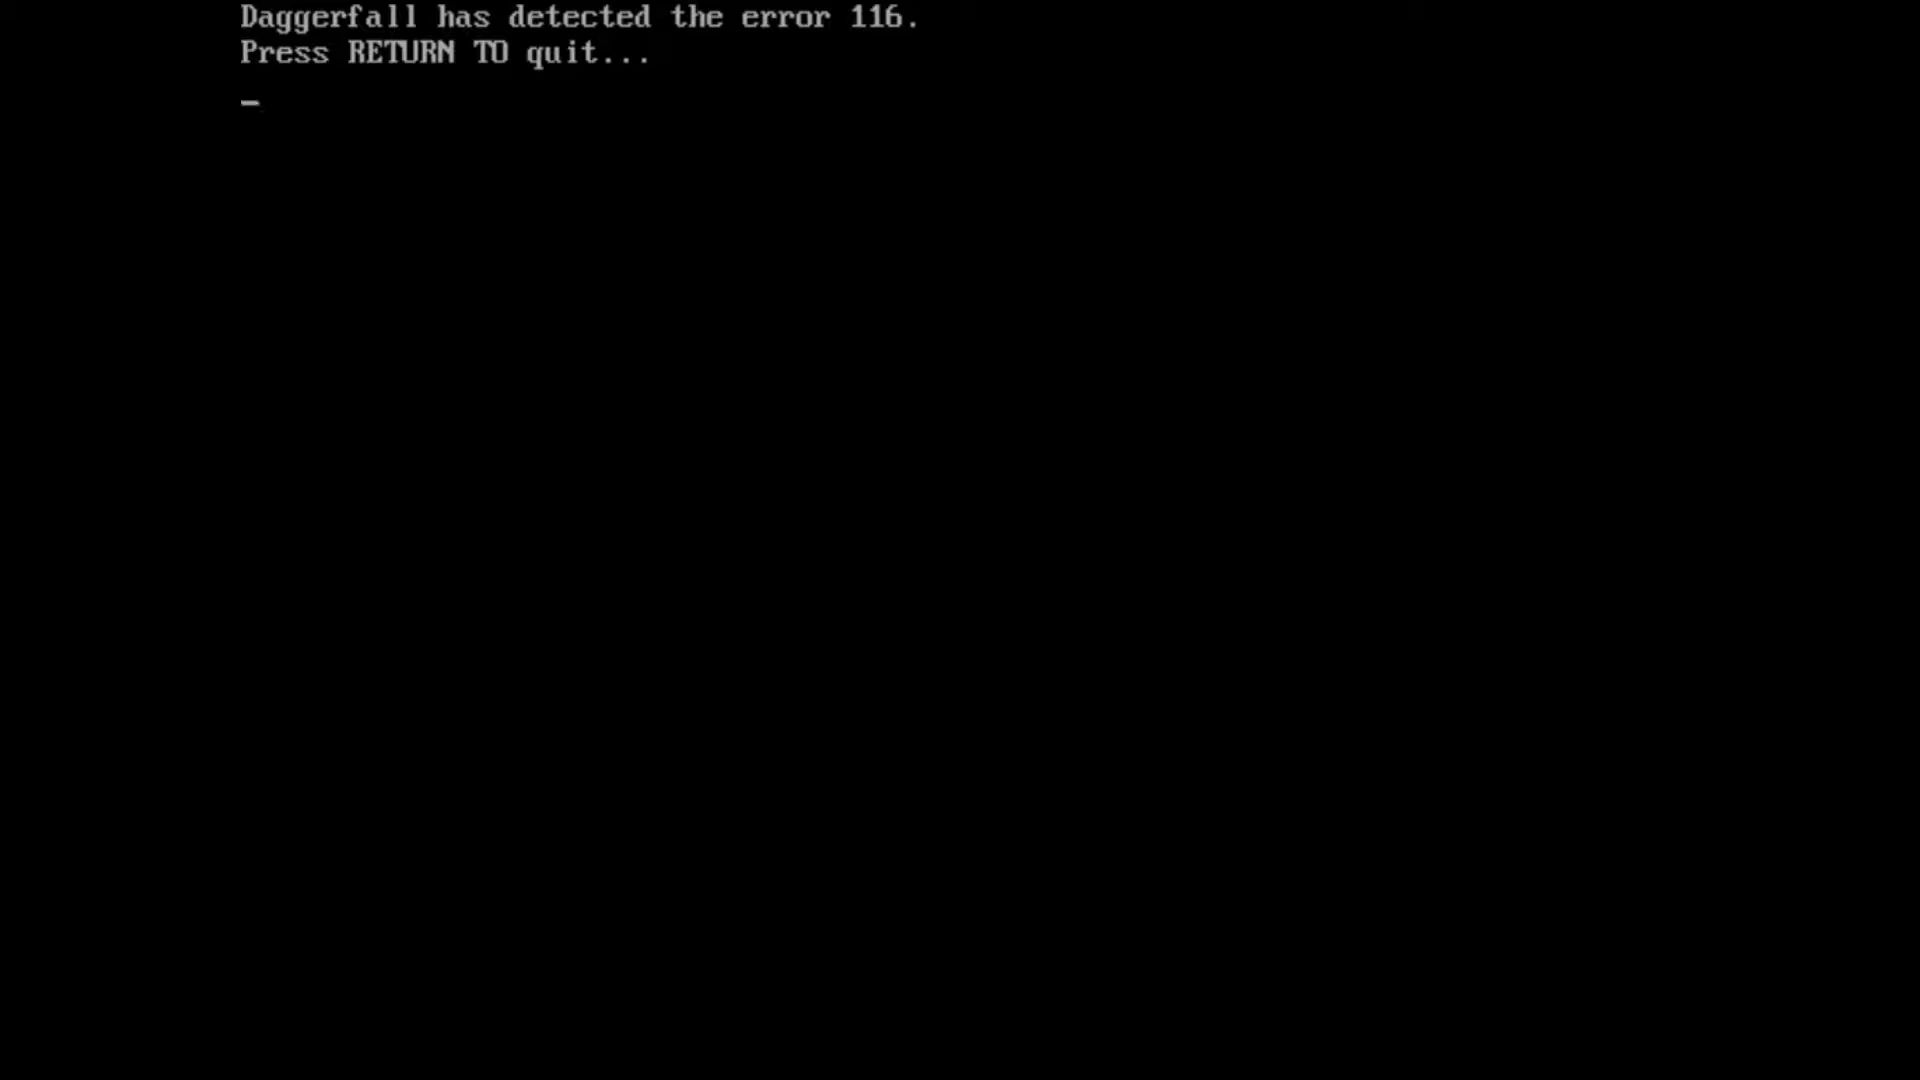 Daggerfall has detected the error 116.
Press RETURN TO quit...